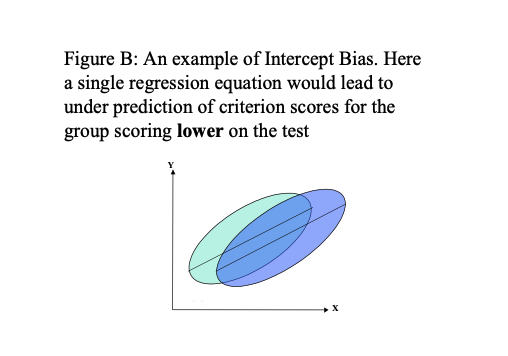 Figure B: An example of Intercept Bias. Here
a single regression equation would lead to
under prediction of criterion scores for the
group scoring lower on the test
Y
X